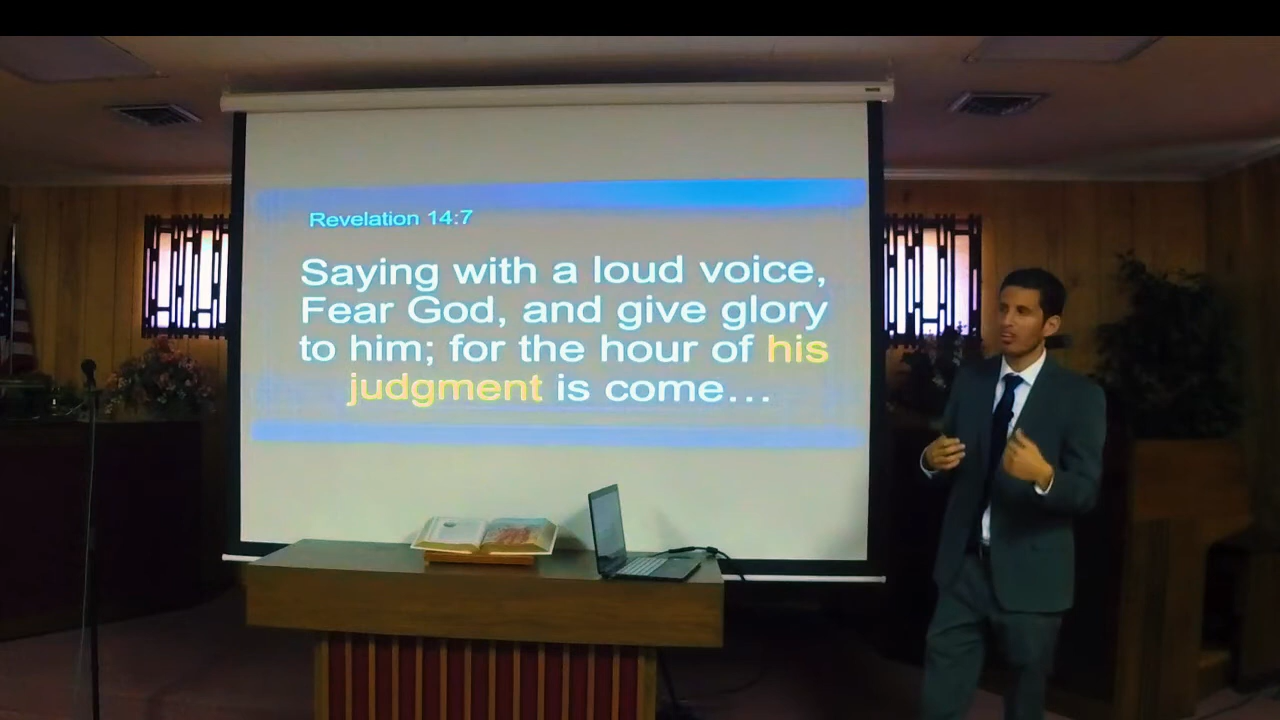 Revelation 14:7
Saying with a loud voice,
Fear God, and give glory
to him; for the hour of his
judgment is come...